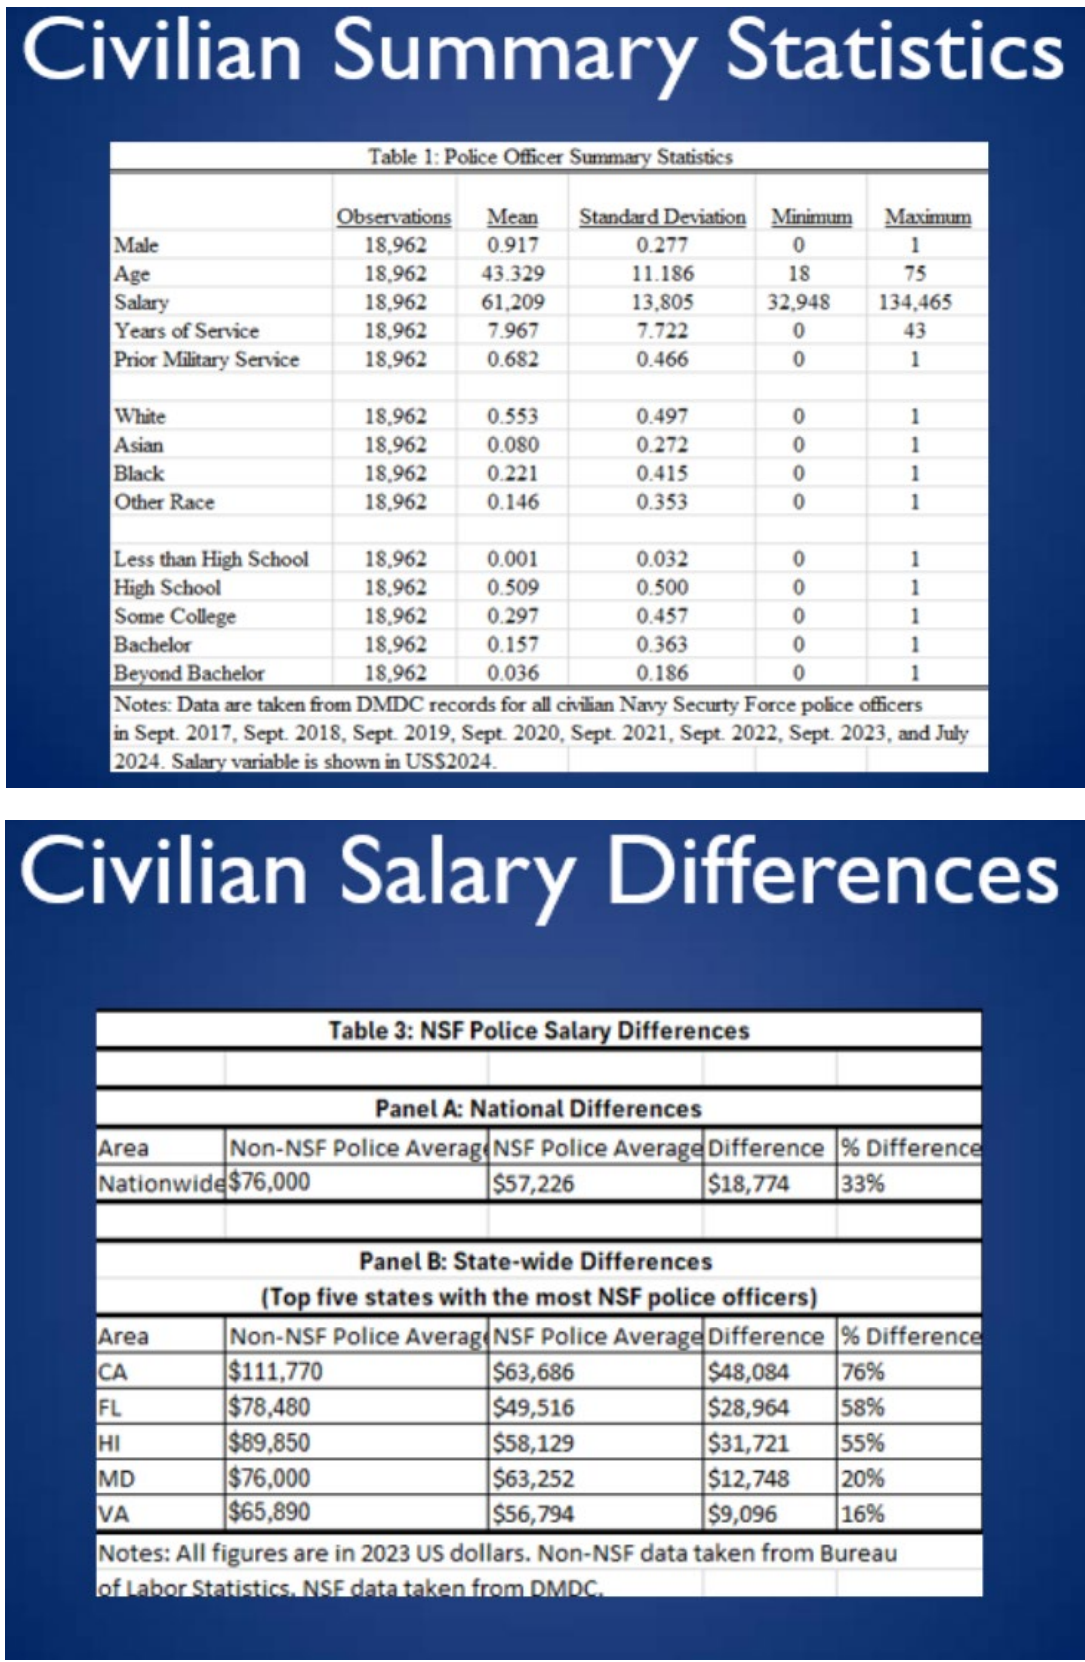 Civilian Summary Statistics
Table 1: Police Officer Summary Statistics
Observations Mean Standard Deviation Minimum Maximum
Male 18,962 0.917 0.277 0 1
Age 18,962 43.329 11.186 18 75
Salary 18,962 61,209 13,805 32,948 134,465
Years of Service 18,962 7.967 7.722 0 43
Prior Military Service 18,962 0.682 0.466 0 1
White 18,962 0.553 0.497 0 1
Asian 18,962 0.080 0.272 0 1
Black 18,962 0.221 0.415 0 1
Other Race 18,962 0.146 0.353 0 1
Less than High School 18,962 0.001 0.032 0 1
High School 18,962 0.509 0.500 0 1
Some College 18,962 0.297 0.457 0 1
Bachelor 18,962 0.157 0.363 0 1
Beyond Bachelor 18,962 0.036 0.186 0 1
Notes: Data are taken from DMDC records for all civilian Navy Securty Force police officers
in Sept. 2017, Sept. 2018, Sept. 2019, Sept. 2020, Sept. 2021, Sept. 2022, Sept. 2023, and July
2024. Salary variable is shown in US$2024.
Civilian Salary Differences
Table 3: NSF Police Salary Differences
Panel A: National Differences
Area Non-NSF Police Average NSF Police Average Difference % Difference
Nationwide $76,000 $57,226 $18,774 33%
Panel B: State-wide Differences
(Top five states with the most NSF police officers)
Area Non-NSF Police Average NSF Police Average Difference % Difference
CA $111,770 $63,686 $48,084 76%
FL $78,480 $49,516 $28,964 58%
HI $89,850 $58,129 $31,721 55%
MD $76,000 $63,252 $12,748 20%
VA $65,890 $56,794 $9,096 16%
Notes: All figures are in 2023 US dollars. Non-NSF data taken from Bureau
of Labor Statistics. NSF data taken from DMDC.